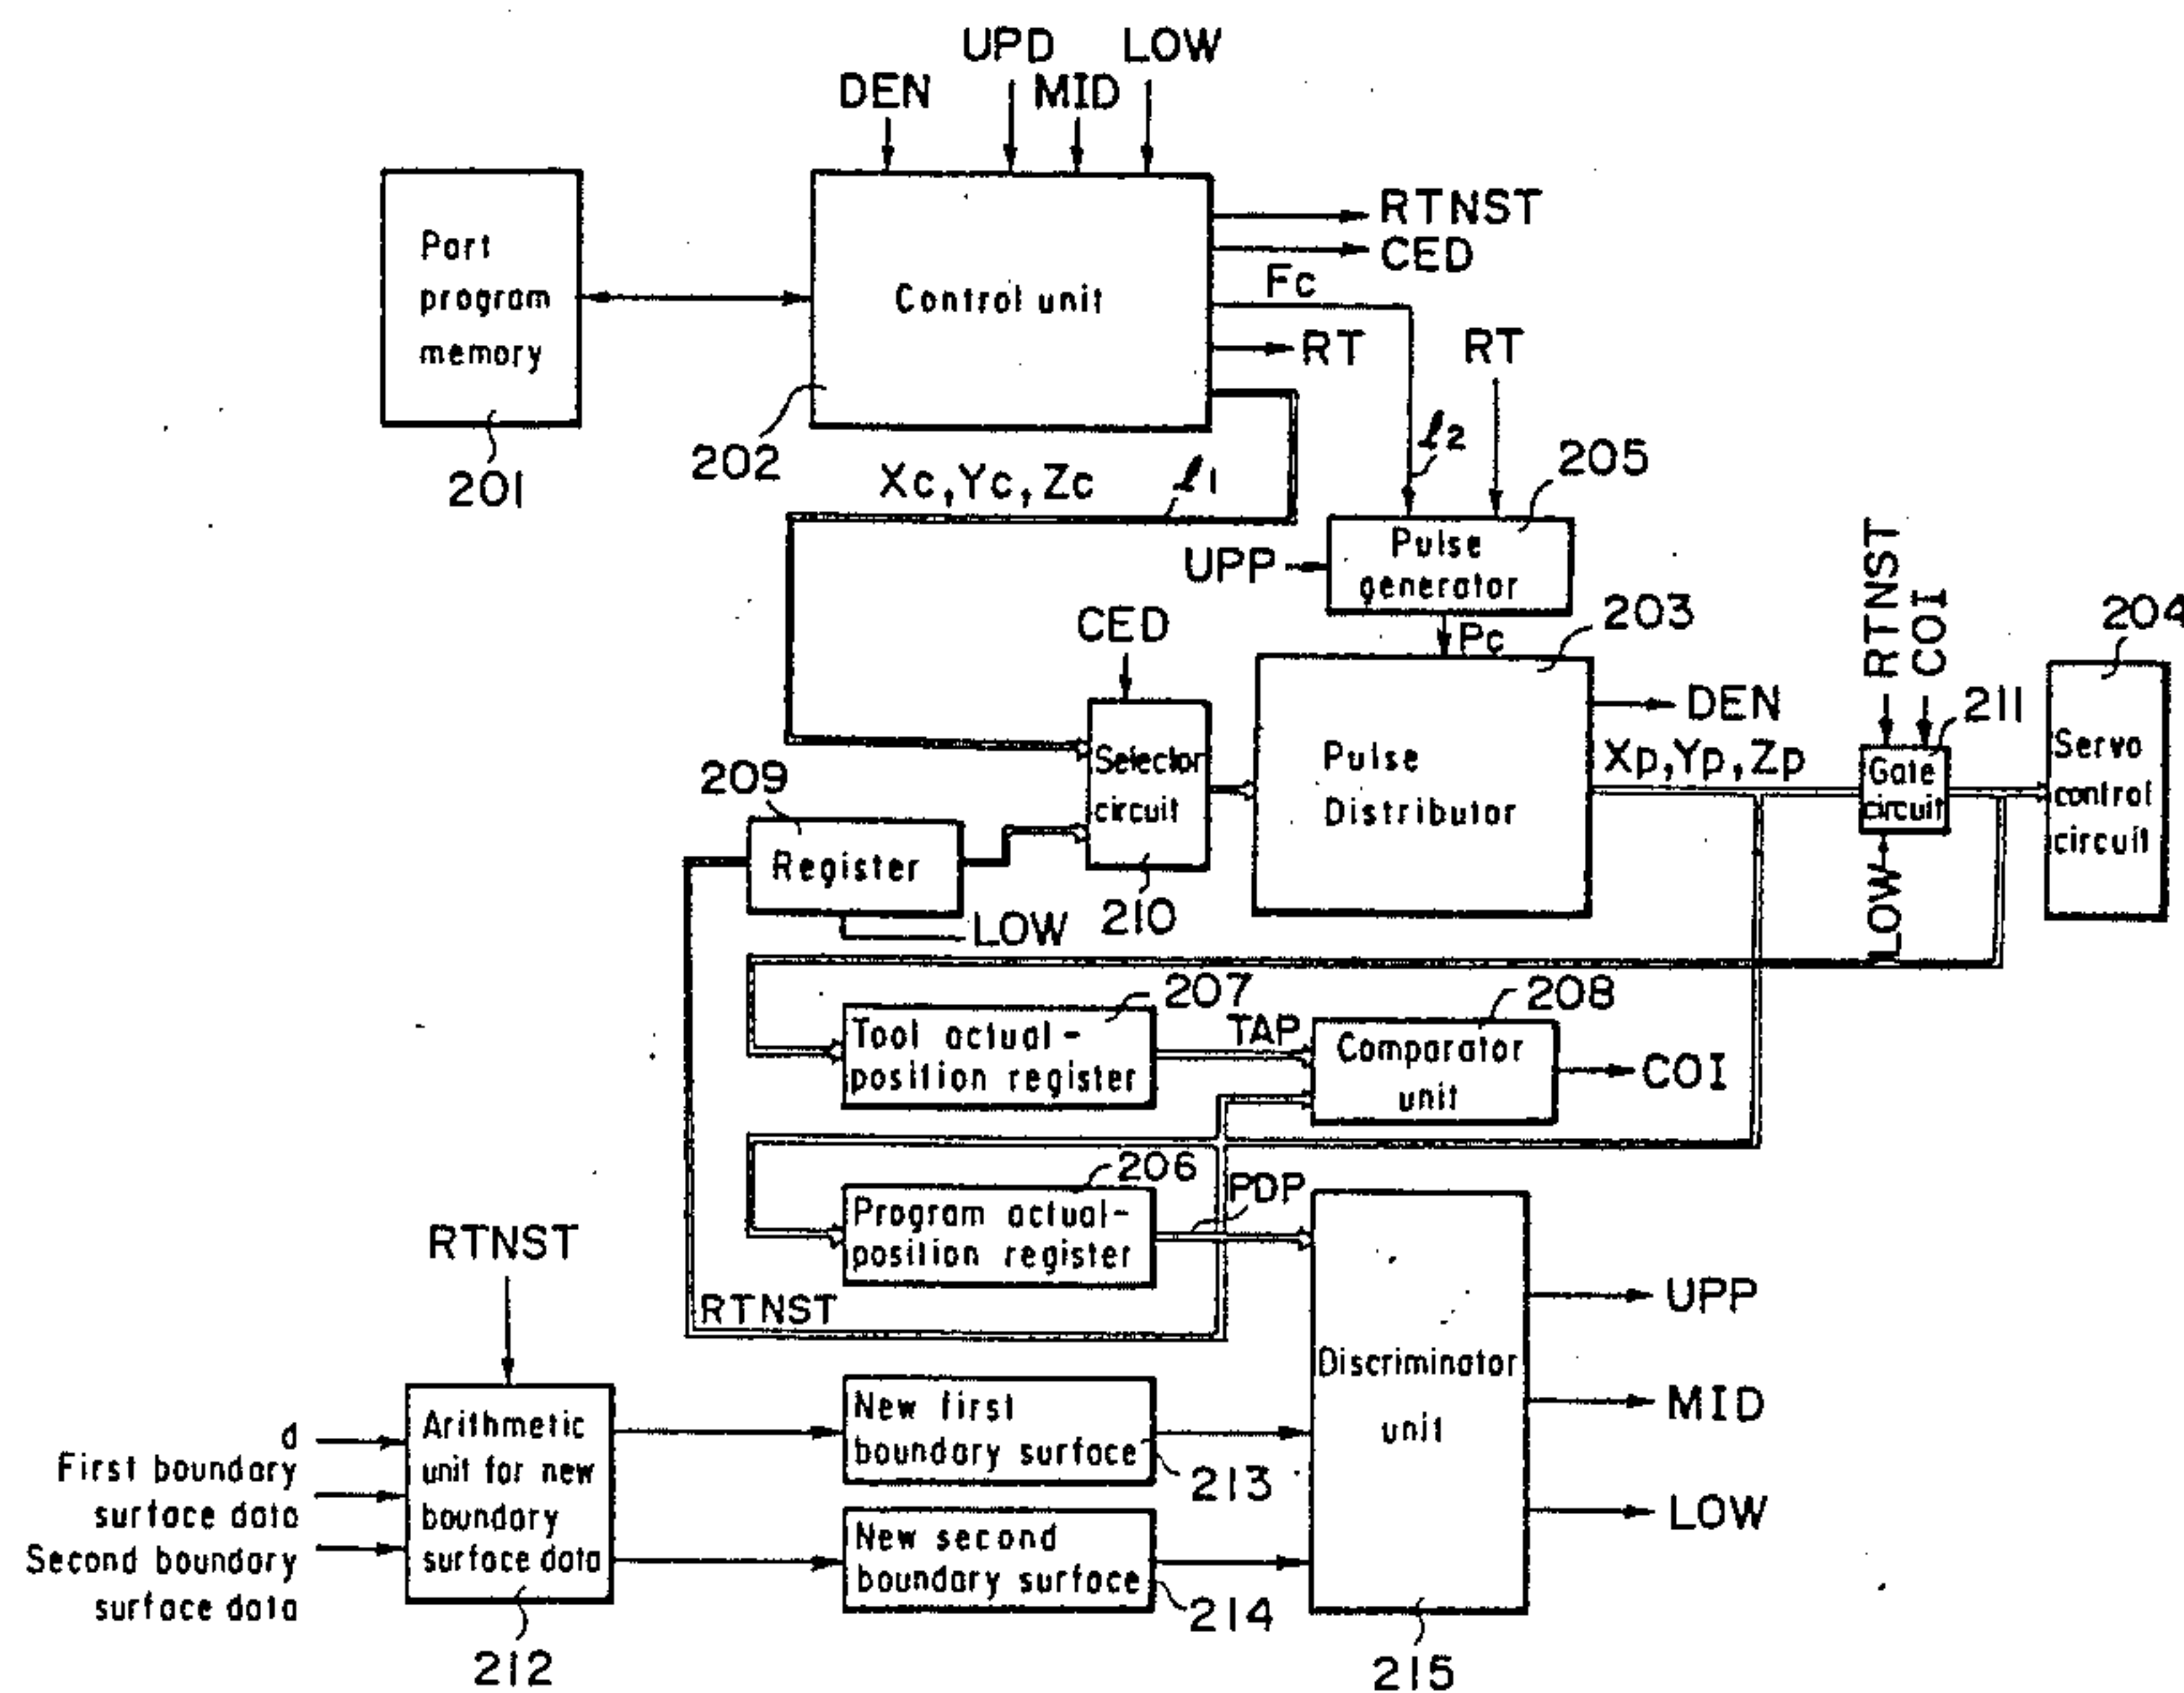 UPD LOW
DEN MID
RTNST
CED
Part
program
memory
Control unit
Fc
RT
RT
201
202
Xc,Yc,Zc
ℓ1
ℓ2
205
UPP
Pulse
generator
Pc
203
RTNST
COI
204
CED
DEN
Xp,Yp,Zp
211
Selector
circuit
Pulse
Distributor
Gate
circuit
Servo
control
circuit
209
Register
LOW
210
LOW
207
Tool actual-
position register
TAP
208
Comparator
unit
COI
206
Program actual-
position register
PDP
RTNST
RTNST
UPP
Discriminator
unit
MID
LOW
d
First boundary
surface data
Second boundary
surface data
Arithmetic
unit for new
boundary
surface data
New first
boundary surface
213
New second
boundary surface
214
212
215